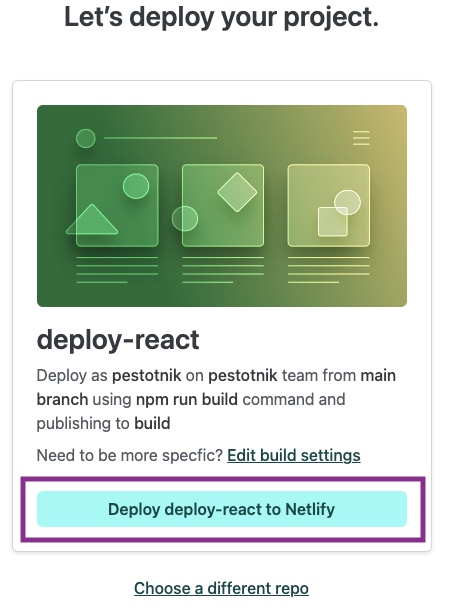 Let's deploy your project.
deploy-react
Deploy as pestotnik on pestotnik team from main
branch using npm run build command and
publishing to build
Need to be more specfic? Edit build settings
Deploy deploy-react to Netlify
Choose a different repo